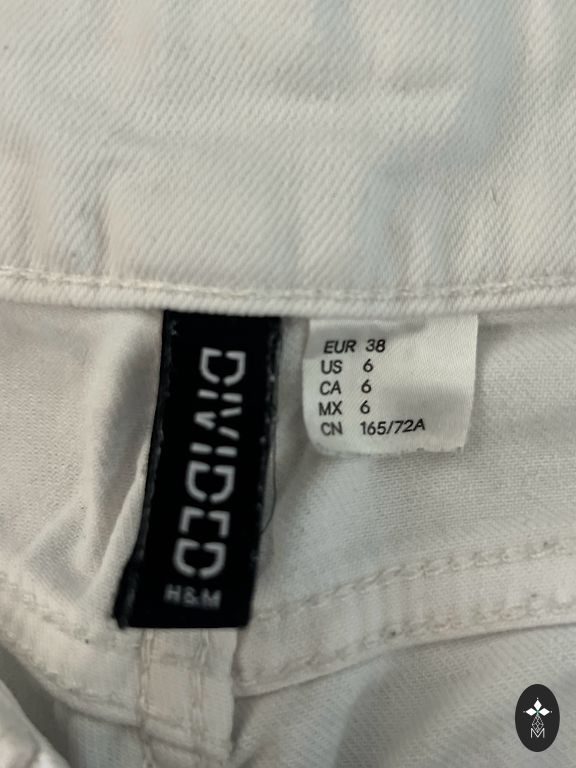 DIVIDED
H&M
EUR 38
US 6
CA 6
MX 6
CN 165/72A
M